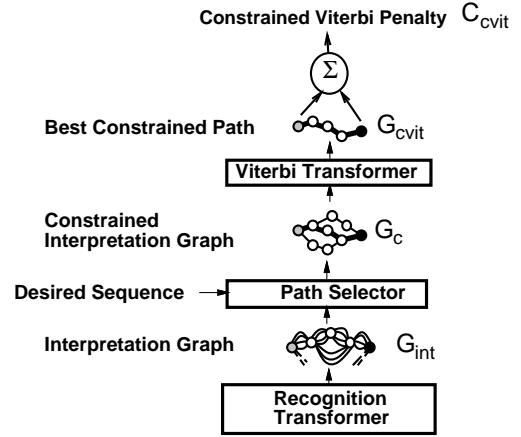 Constrained Viterbi Penalty C_cvit
Σ
Best Constrained Path G_cvit
Viterbi Transformer
Constrained
Interpretation Graph G_c
Desired Sequence Path Selector
Interpretation Graph G_int
Recognition
Transformer